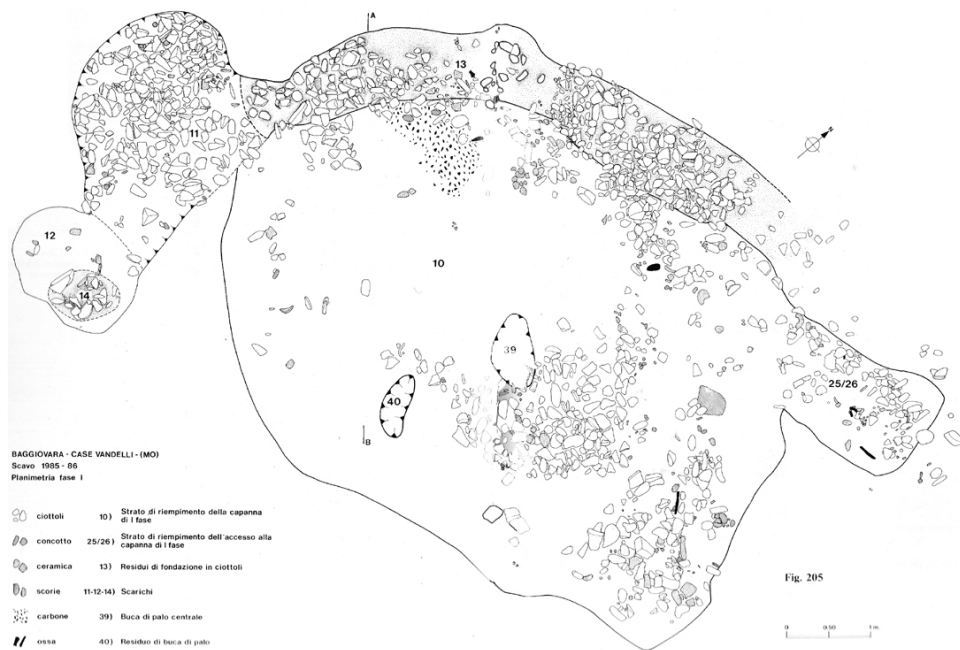 A
13
11
12
14
10
39
40
B
25/26
BAGGIOVARA - CASE VANDELLI - (MO)
Scavo 1985 - 86
Planimetria fase I
ciottoli
10) Strato di riempimento della capanna
di I fase
concotto
25/26) Strato di riempimento dell'accesso alla
capanna di I fase
ceramica
13) Residui di fondazione in ciottoli
scorie
11-12-14) Scarichi
carbone
39) Buca di palo centrale
ossa
40) Residuo di buca di palo
Fig. 205
0 0.50 1 m